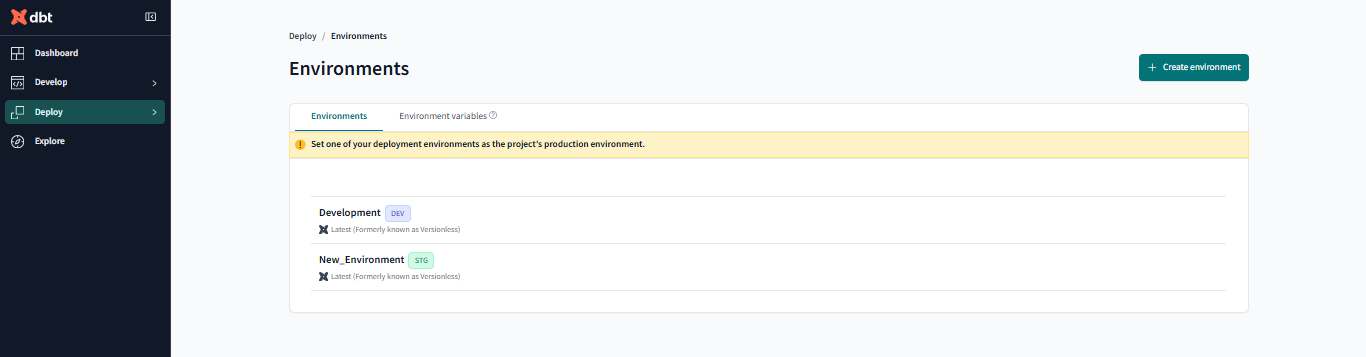 dbt
Dashboard
Develop
Deploy
Explore
Deploy / Environments
Environments
+ Create environment
Environments
Environment variables
Set one of your deployment environments as the project's production environment.
Development DEV
Latest (Formerly known as Versionless)
New_Environment STG
Latest (Formerly known as Versionless)